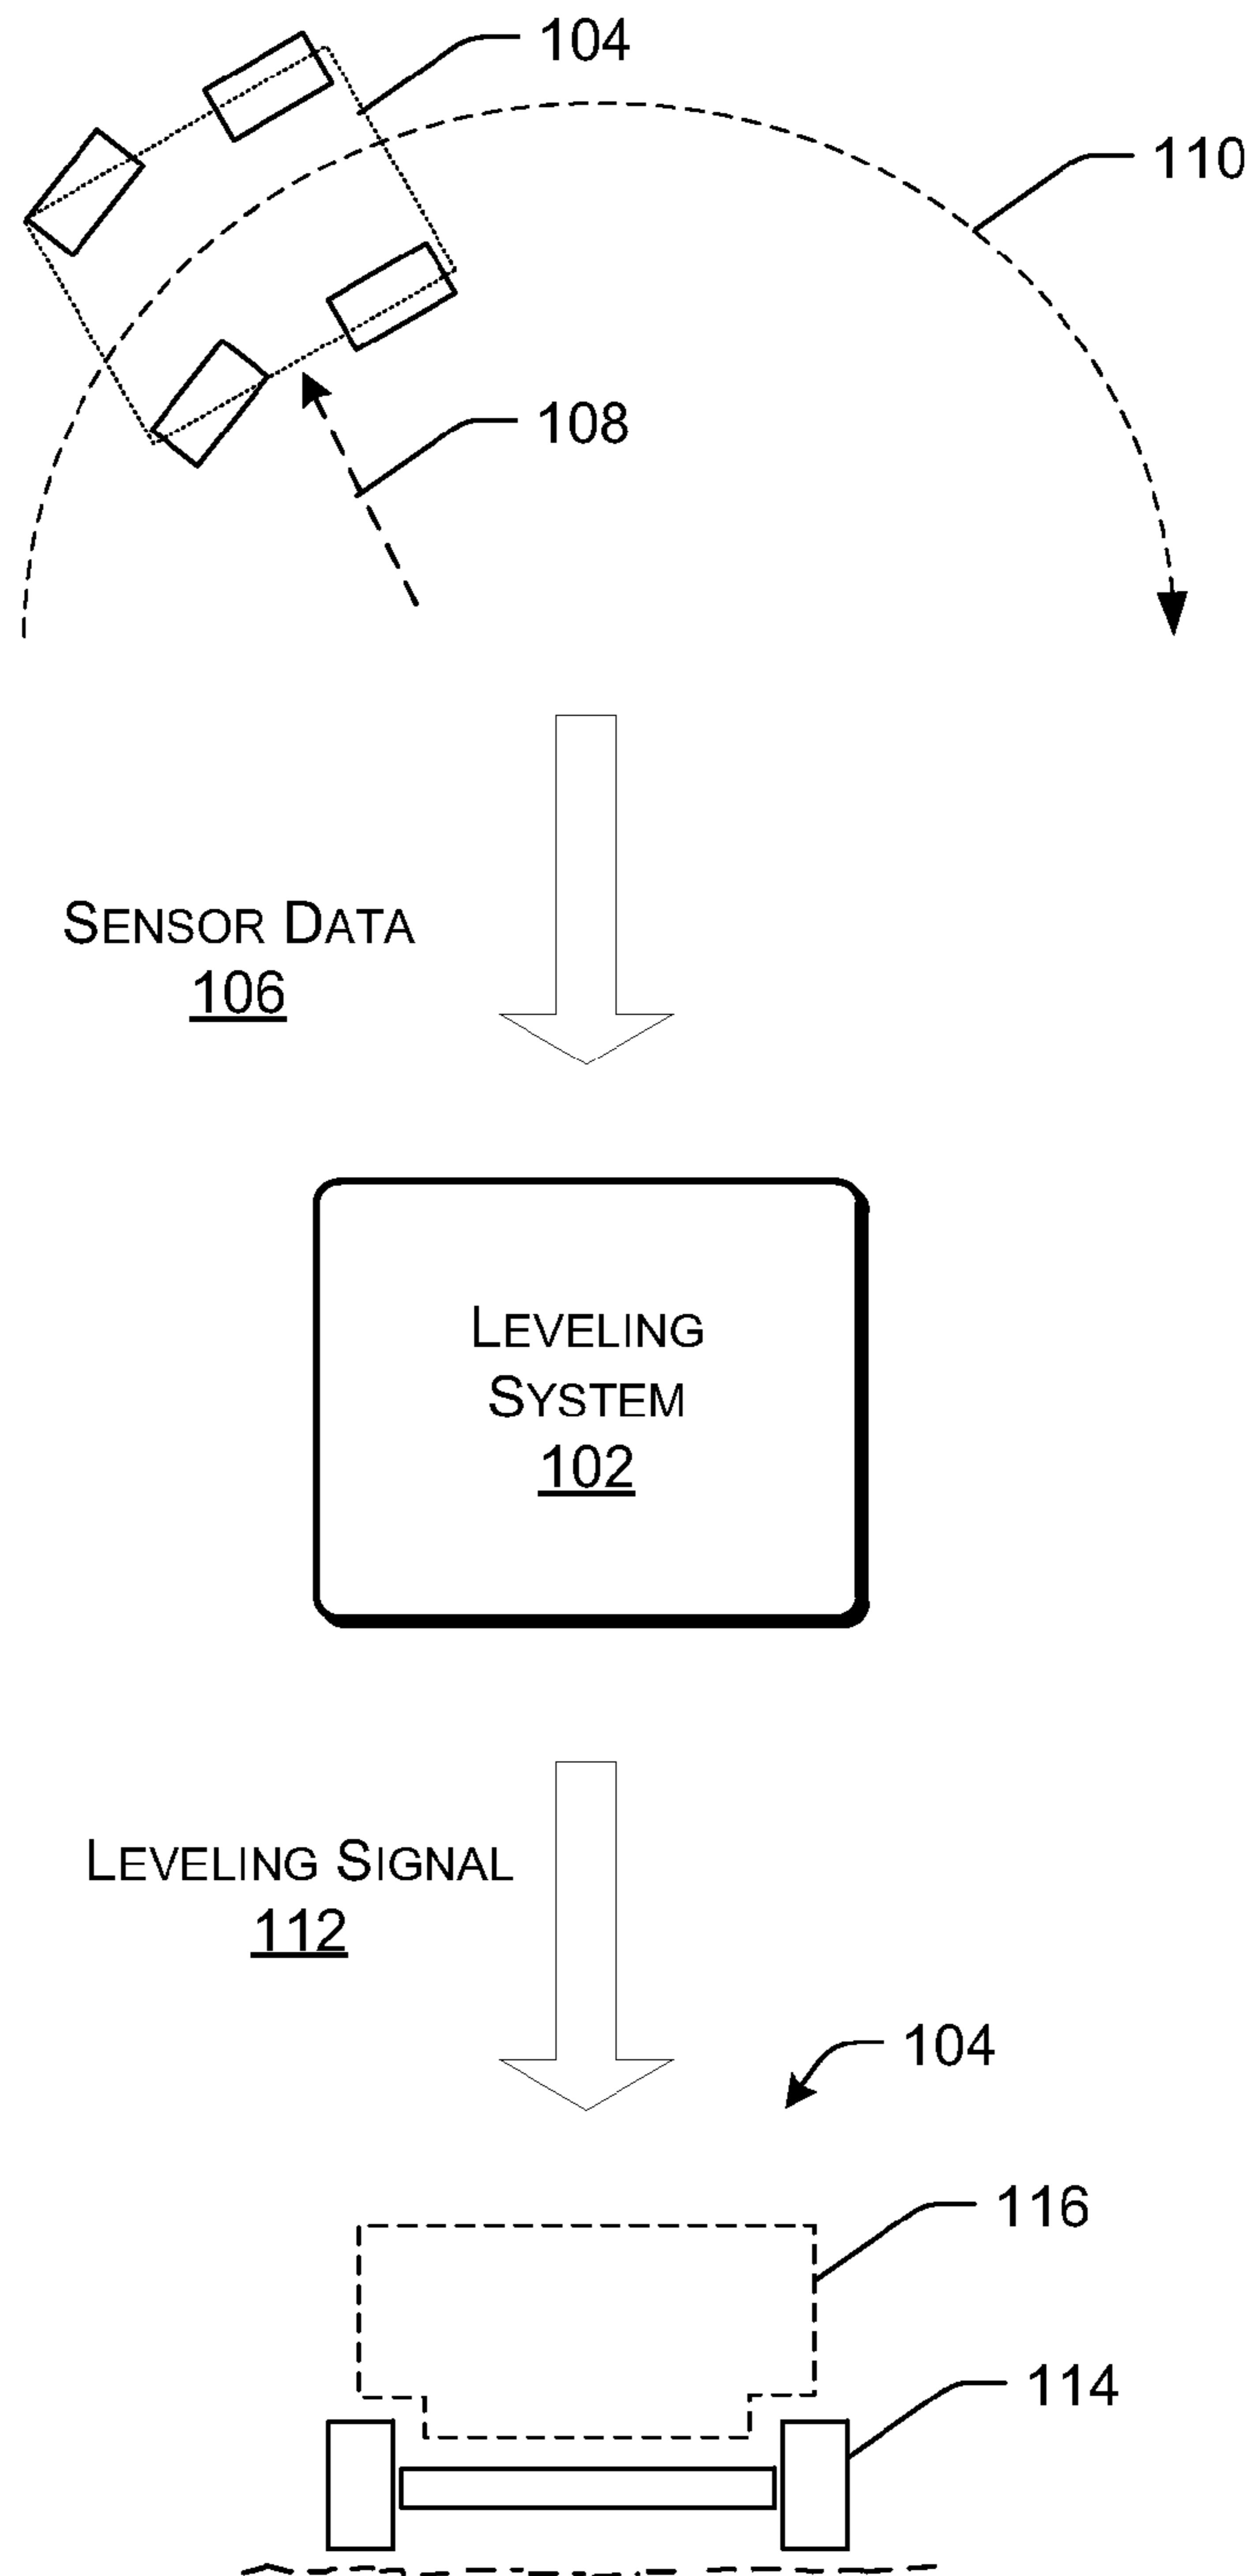 104
110
108
SENSOR DATA
106
LEVELING
SYSTEM
102
LEVELING SIGNAL
112
104
116
114